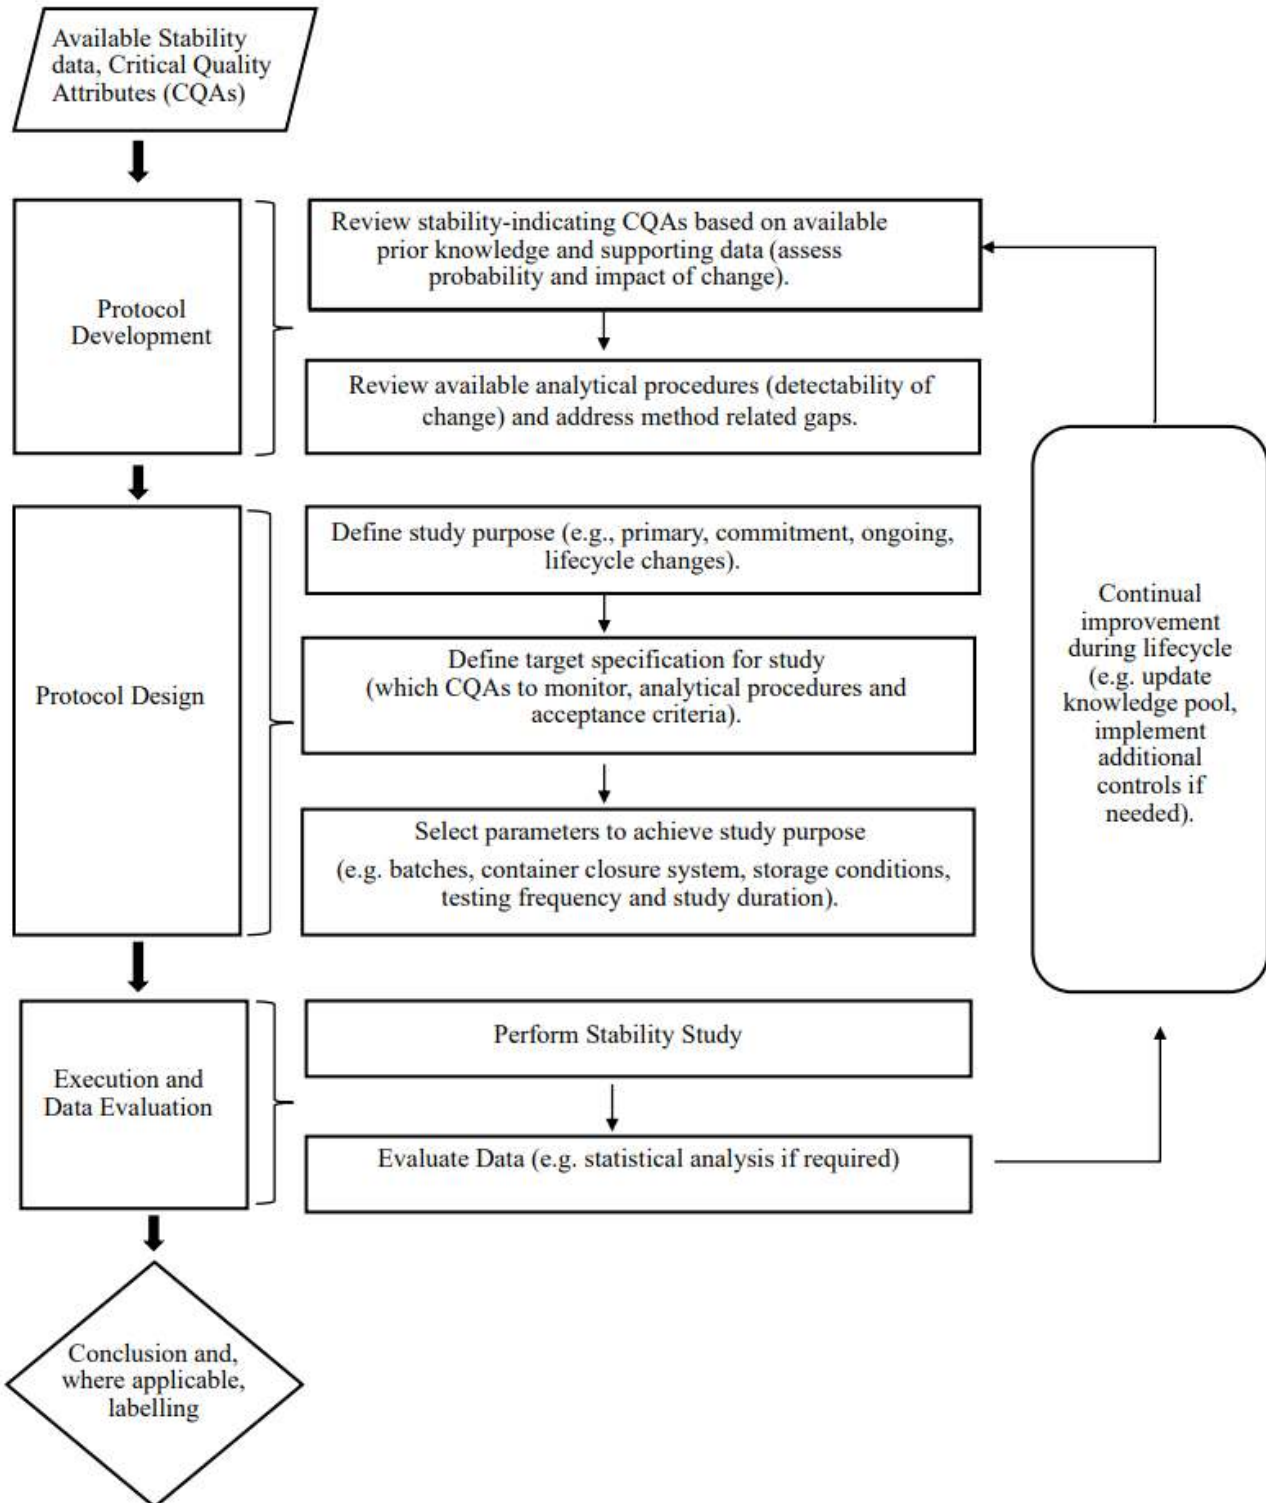 Available Stability
data, Critical Quality
Attributes (CQAs)
Protocol
Development
Review stability-indicating CQAs based on available
prior knowledge and supporting data (assess
probability and impact of change).
Review available analytical procedures (detectability of
change) and address method related gaps.
Protocol Design
Define study purpose (e.g., primary, commitment, ongoing,
lifecycle changes).
Define target specification for study
(which CQAs to monitor, analytical procedures and
acceptance criteria).
Select parameters to achieve study purpose
(e.g. batches, container closure system, storage conditions,
testing frequency and study duration).
Continual
improvement
during lifecycle
(e.g. update
knowledge pool,
implement
additional
controls if
needed).
Execution and
Data Evaluation
Perform Stability Study
Evaluate Data (e.g. statistical analysis if required)
Conclusion and,
where applicable,
labelling